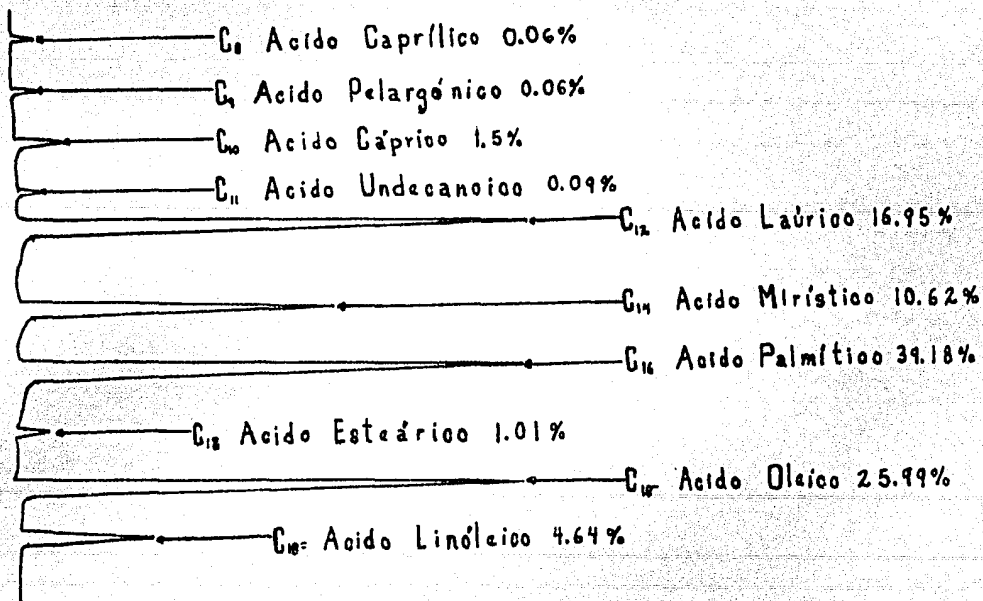 C₈ Acido Caprílico 0.06%
C₉ Acido Pelargónico 0.06%
C₁₀ Acido Cáprico 1.5%
C₁₁ Acido Undecanoico 0.09%
C₁₂ Acido Laúrico 16.95%
C₁₄ Acido Mirístico 10.62%
C₁₆ Acido Palmítico 39.18%
C₁₈ Acido Esteárico 1.01%
C₁₈- Acido Oleico 25.99%
C₁₈= Acido Linóleico 4.64%